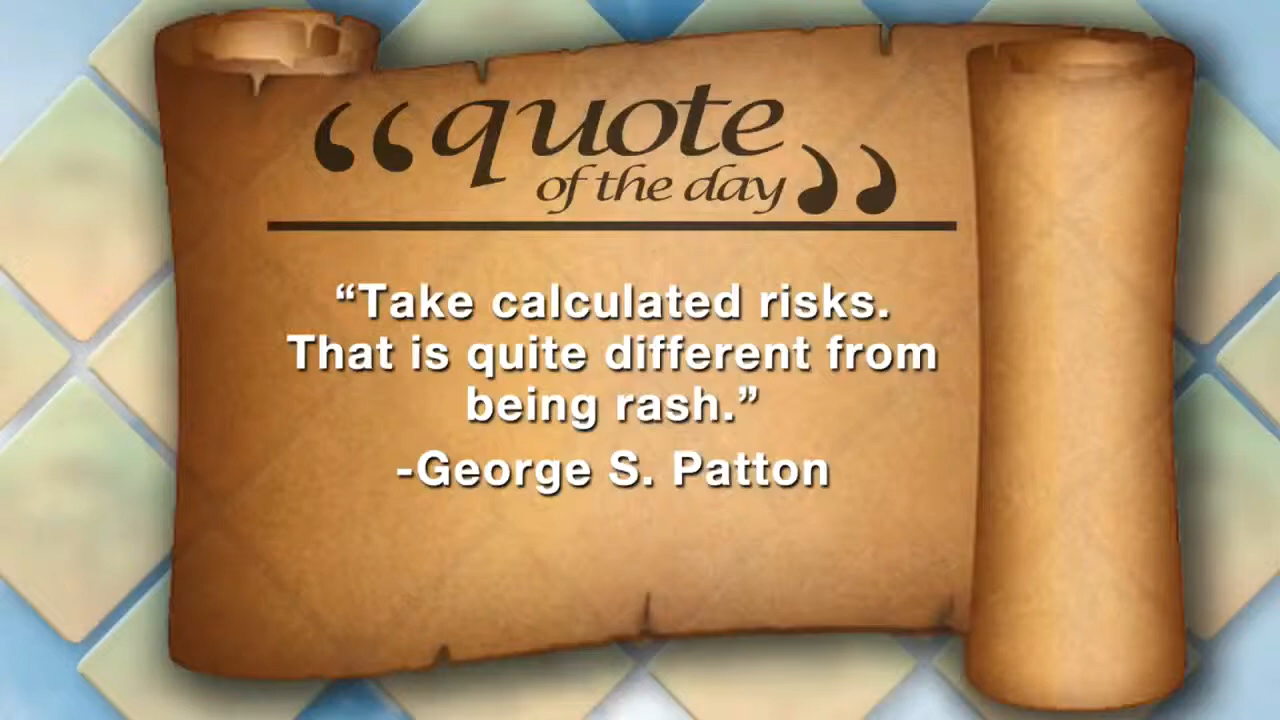 “quote
of the day”
“Take calculated risks.
That is quite different from
being rash.”
-George S. Patton